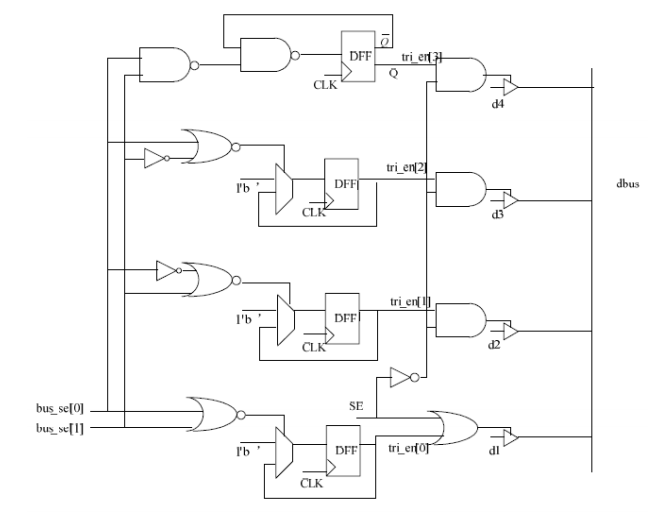 Q
DFF
tri_en[3]
CLK
Q
d4
tri_en[2]
1'b '
DFF
dbus
CLK
d3
tri_en[1]
1'b '
DFF
CLK
d2
SE
bus_se[0]
bus_se[1]
1'b '
DFF
tri_en[0]
d1
CLK